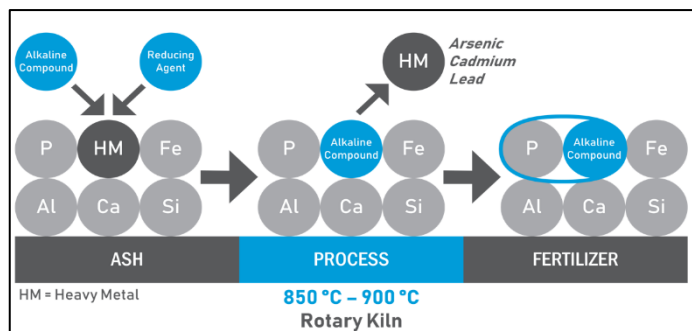 Alkaline
Compound
Reducing
Agent
HM
Arsenic
Cadmium
Lead
P HM Fe
P Alkaline Compound Fe
P Alkaline Compound Fe
Al Ca Si
Al Ca Si
Al Ca Si
ASH
PROCESS
FERTILIZER
HM = Heavy Metal
850 °C – 900 °C
Rotary Kiln